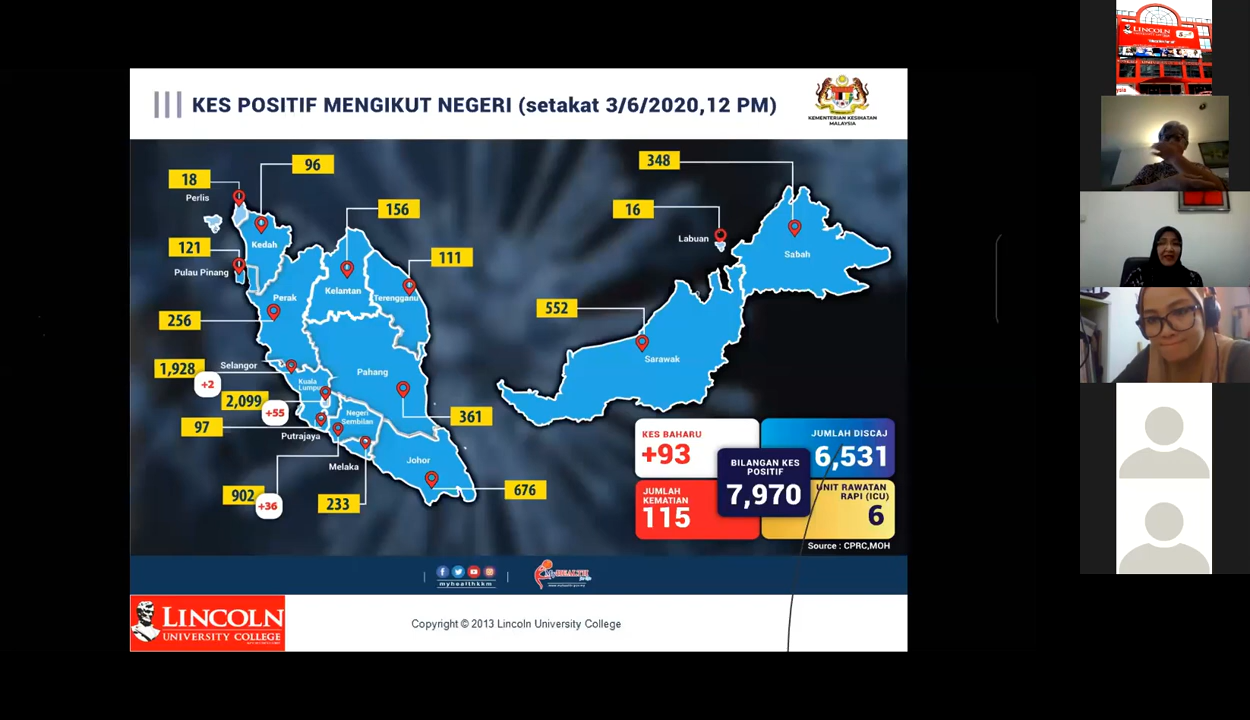 KES POSITIF MENGIKUT NEGERI (setakat 3/6/2020,12 PM)
KEMENTERIAN KESIHATAN
MALAYSIA
96
18
Perlis
156
121
Kedah
Pulau Pinang
111
Kelantan
Terengganu
Perak
256
1,928
+2
Selangor
Kuala
Lumpur
Pahang
2,099
+55
97
Putrajaya
Negeri
Sembilan
361
Melaka
Johor
902
+36
233
676
348
16
Labuan
Sabah
552
Sarawak
KES BAHARU
+93
JUMLAH DISCAJ
6,531
BILANGAN KES
POSITIF
7,970
JUMLAH
KEMATIAN
115
UNIT RAWATAN
RAPI (ICU)
6
Source : CPRC,MOH
myhealthkkm
MyHEALTH
LINCOLN
UNIVERSITY COLLEGE
Copyright © 2013 Lincoln University College
LINCOLN